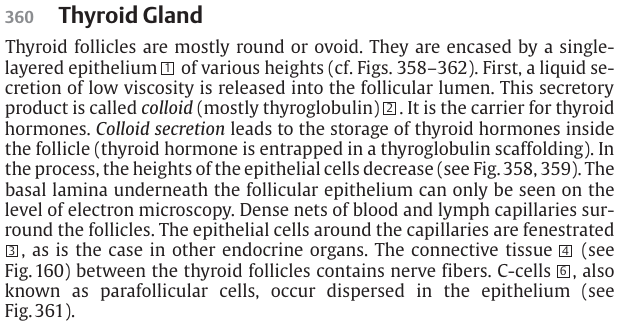 360 Thyroid Gland
Thyroid follicles are mostly round or ovoid. They are encased by a single-
layered epithelium 1 of various heights (cf. Figs. 358–362). First, a liquid se-
cretion of low viscosity is released into the follicular lumen. This secretory
product is called colloid (mostly thyroglobulin) 2. It is the carrier for thyroid
hormones. Colloid secretion leads to the storage of thyroid hormones inside
the follicle (thyroid hormone is entrapped in a thyroglobulin scaffolding). In
the process, the heights of the epithelial cells decrease (see Fig. 358, 359). The
basal lamina underneath the follicular epithelium can only be seen on the
level of electron microscopy. Dense nets of blood and lymph capillaries sur-
round the follicles. The epithelial cells around the capillaries are fenestrated
3, as is the case in other endocrine organs. The connective tissue 4 (see
Fig. 160) between the thyroid follicles contains nerve fibers. C-cells 6, also
known as parafollicular cells, occur dispersed in the epithelium (see
Fig. 361).